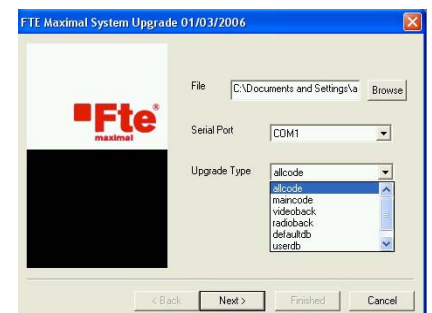 FTE Maximal System Upgrade 01/03/2006
File C:\Documents and Settings\a Browse
Fte®
maximal
Serial Port COM1
Upgrade Type allcode
allcode
maincode
videoback
radioback
defaultdb
userdb
< Back Next > Finished Cancel